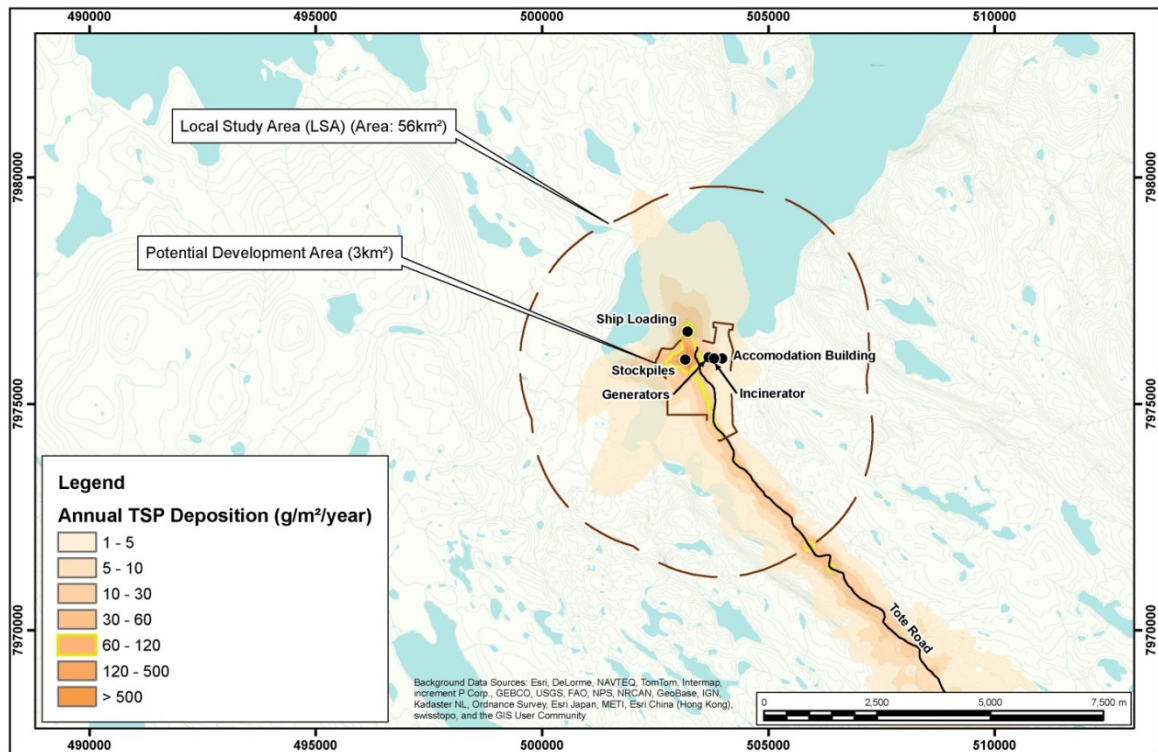 490000 495000 500000 505000 510000
7980000
7980000
Local Study Area (LSA) (Area: 56km²)
Potential Development Area (3km²)
Ship Loading
Accomodation Building
Stockpiles
Generators
Incinerator
7975000
7975000
Legend
Annual TSP Deposition (g/m²/year)
1 - 5
5 - 10
10 - 30
30 - 60
60 - 120
120 - 500
> 500
Tote Road
7970000
7970000
Background Data Sources: Esri, DeLorme, NAVTEQ, TomTom, Intermap,
increment P Corp., GEBCO, USGS, FAO, NPS, NRCAN, GeoBase, IGN,
Kadaster NL, Ordnance Survey, Esri Japan, METI, Esri China (Hong Kong),
swisstopo, and the GIS User Community
0 2,500 5,000 7,500 m
490000 495000 500000 505000 510000